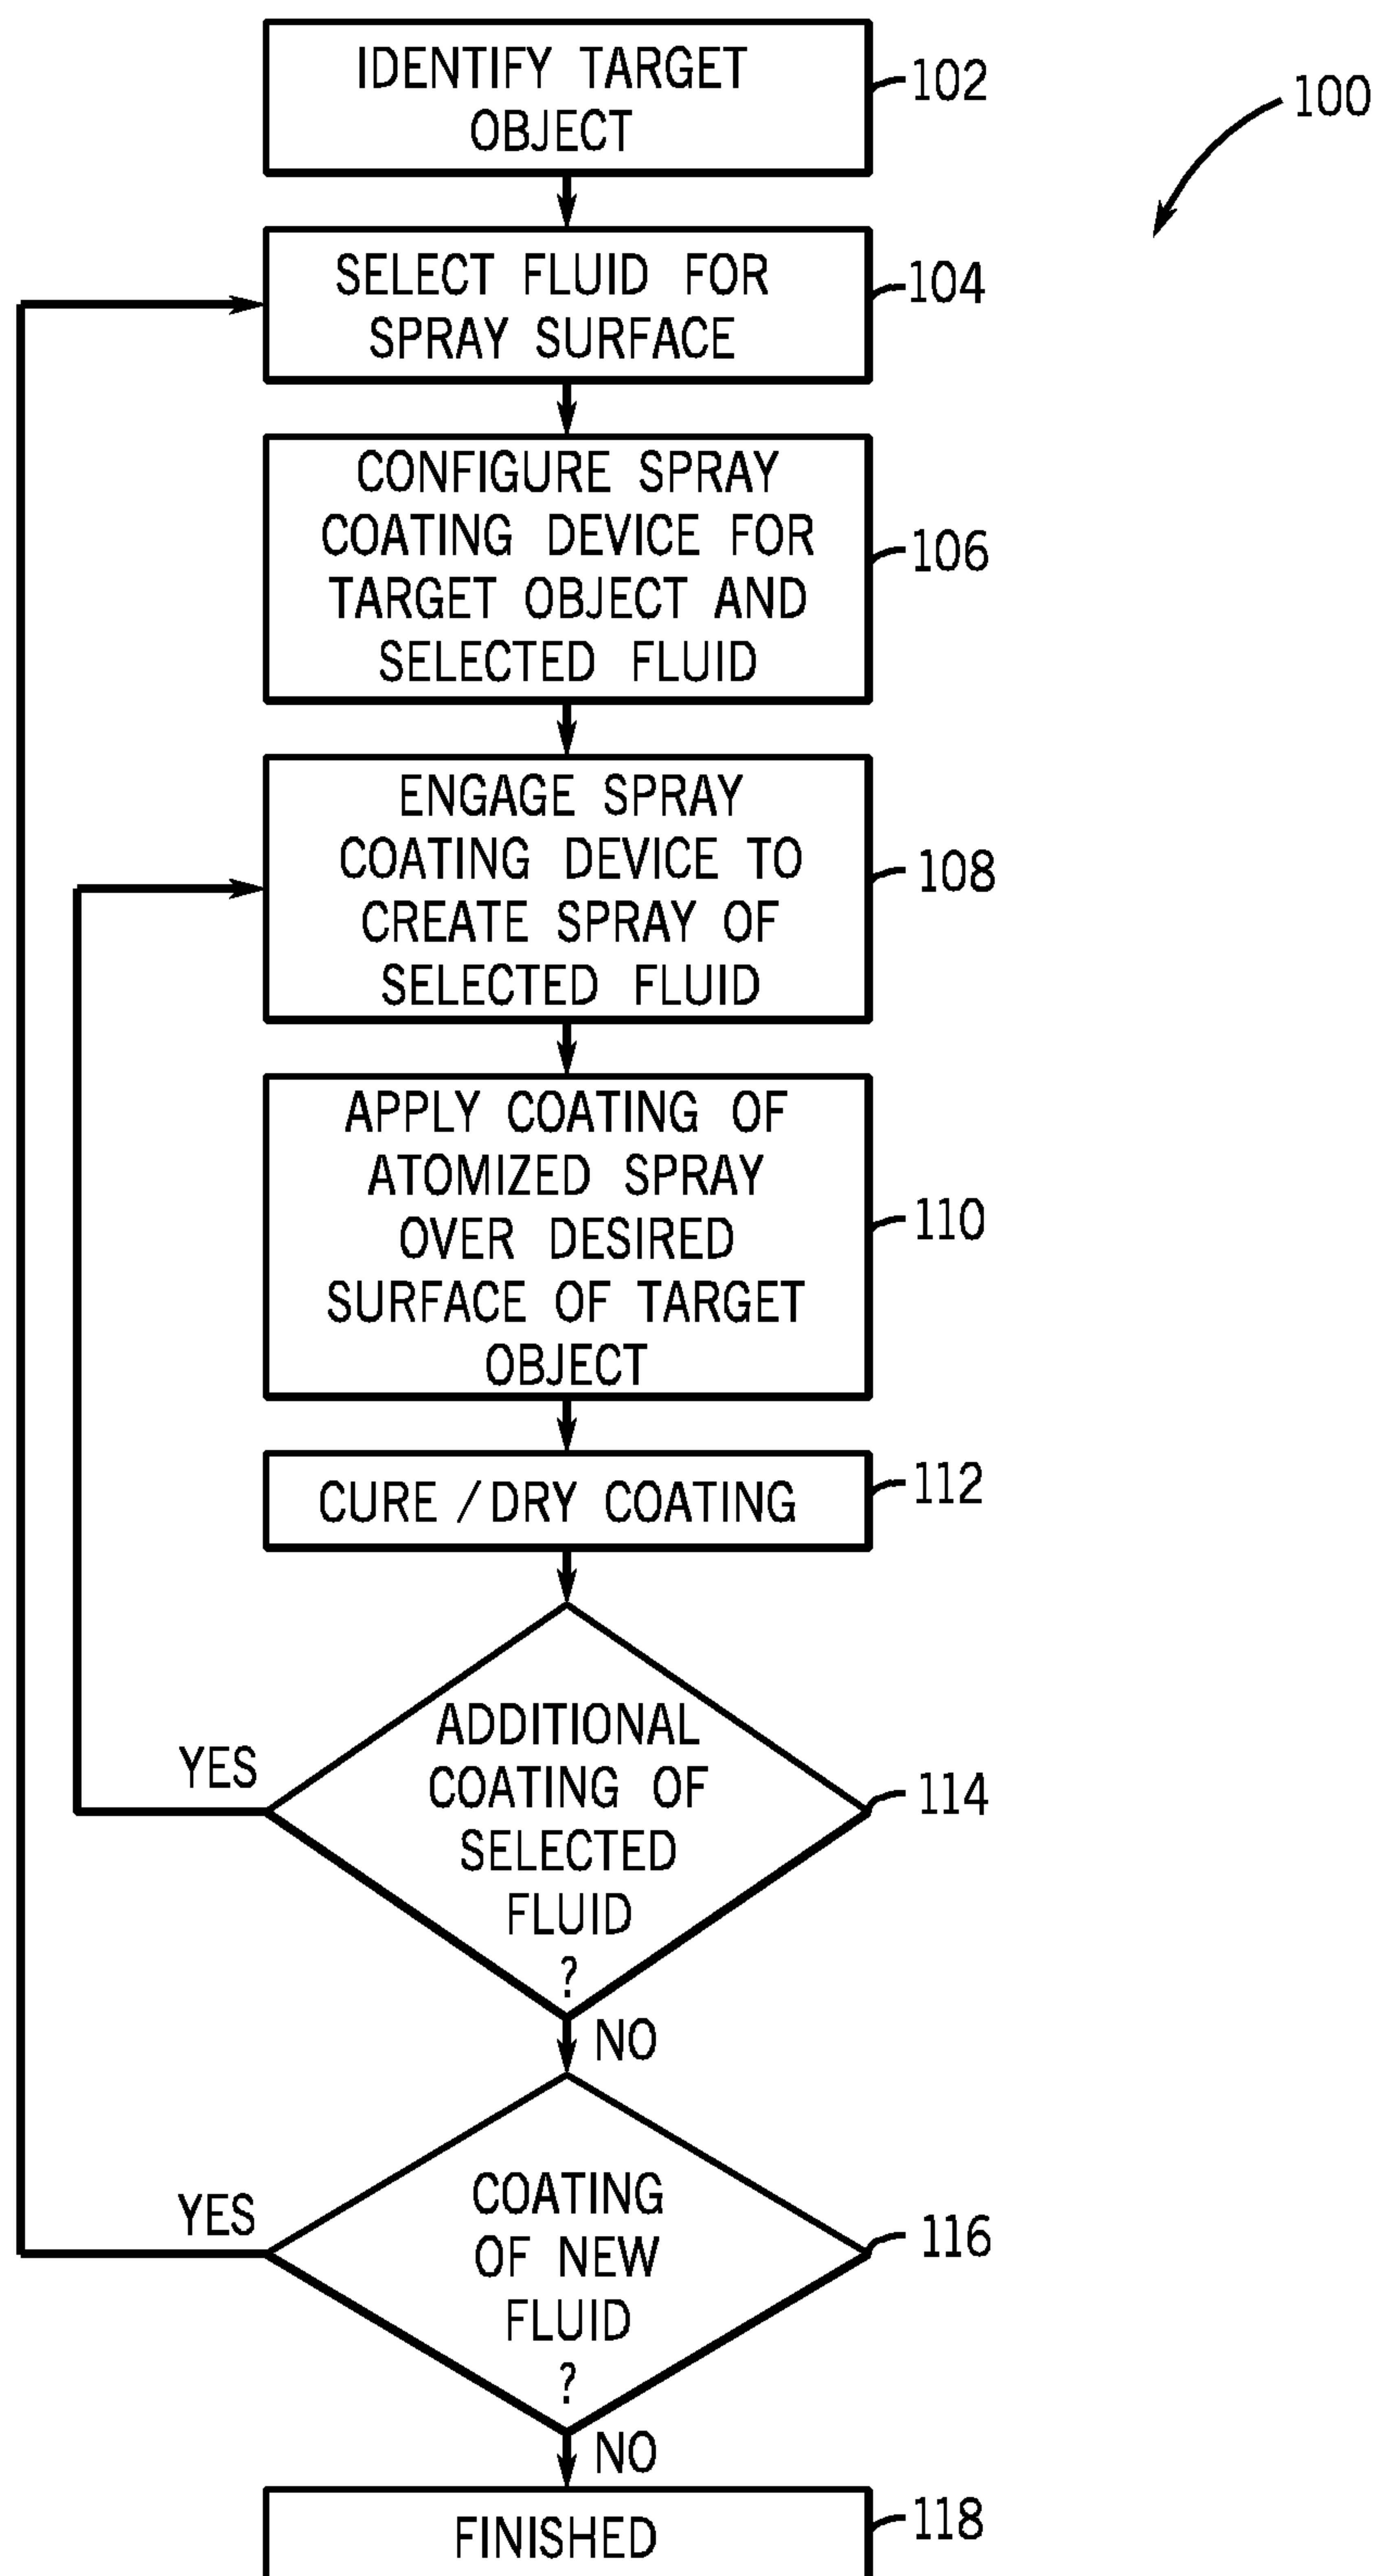 IDENTIFY TARGET
OBJECT
102
100
SELECT FLUID FOR
SPRAY SURFACE
104
CONFIGURE SPRAY
COATING DEVICE FOR
TARGET OBJECT AND
SELECTED FLUID
106
ENGAGE SPRAY
COATING DEVICE TO
CREATE SPRAY OF
SELECTED FLUID
108
APPLY COATING OF
ATOMIZED SPRAY
OVER DESIRED
SURFACE OF TARGET
OBJECT
110
CURE / DRY COATING
112
YES
ADDITIONAL
COATING OF
SELECTED
FLUID
?
114
NO
YES
COATING
OF NEW
FLUID
?
116
NO
FINISHED
118